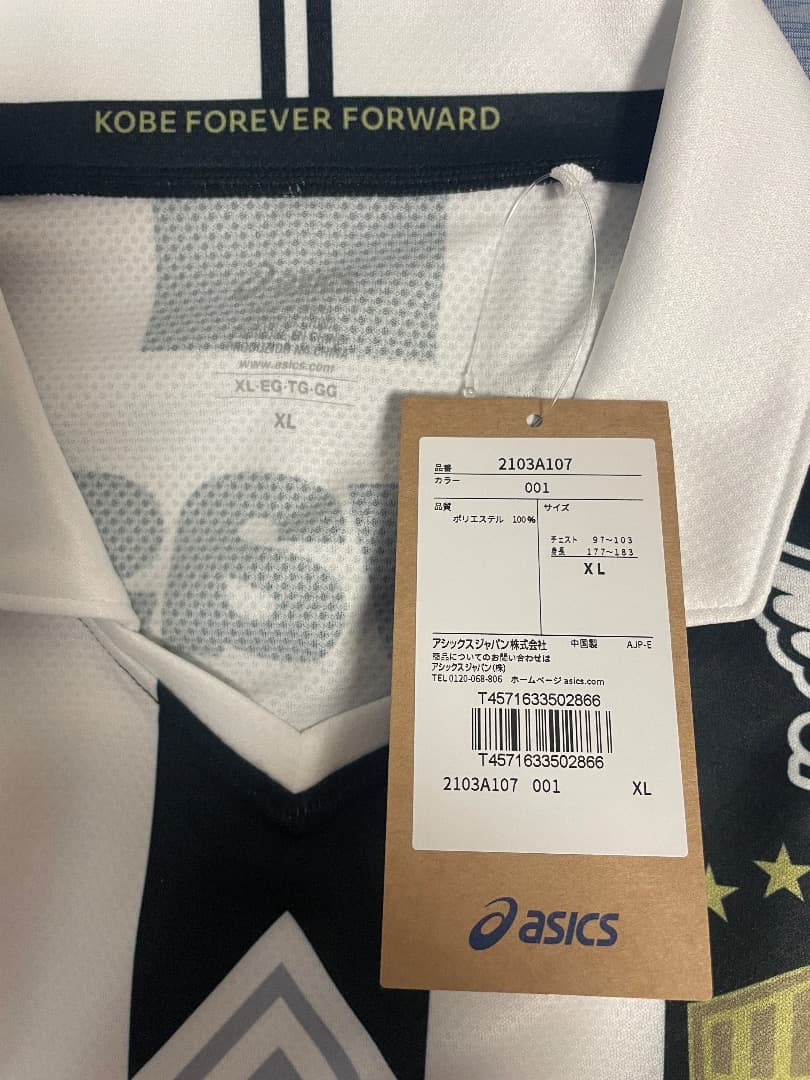 KOBE FOREVER FORWARD
www.asics.com
XL·EG·TG·GG
XL
品番 2103A107
カラー 001
品質
ポリエステル 100%
サイズ
チェスト 97~103
身長 177~183
XL
アシックスジャパン株式会社 中国製 AJP-E
商品についてのお問い合わせは
アシックスジャパン(株)
TEL 0120-068-806 ホームページ asics.com
T4571633502866
T4571633502866
2103A107 001 XL
asics